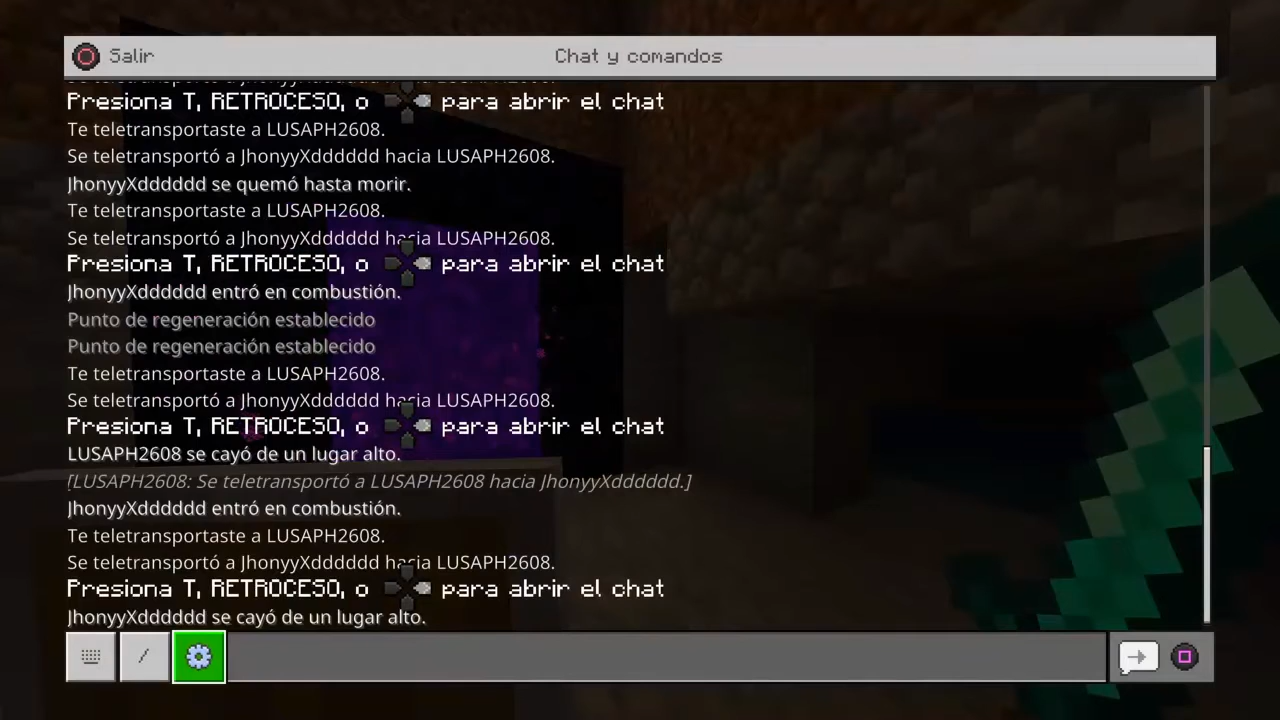 Salir
Chat y comandos
Presiona T, RETROCESO, o para abrir el chat
Te teletransportaste a LUSAPH2608.
Se teletransportó a JhonyyXdddddd hacia LUSAPH2608.
JhonyyXdddddd se quemó hasta morir.
Te teletransportaste a LUSAPH2608.
Se teletransportó a JhonyyXdddddd hacia LUSAPH2608.
Presiona T, RETROCESO, o para abrir el chat
JhonyyXdddddd entró en combustión.
Punto de regeneración establecido
Punto de regeneración establecido
Te teletransportaste a LUSAPH2608.
Se teletransportó a JhonyyXdddddd hacia LUSAPH2608.
Presiona T, RETROCESO, o para abrir el chat
LUSAPH2608 se cayó de un lugar alto.
[LUSAPH2608: Se teletransportó a LUSAPH2608 hacia JhonyyXdddddd.]
JhonyyXdddddd entró en combustión.
Te teletransportaste a LUSAPH2608.
Se teletransportó a JhonyyXdddddd hacia LUSAPH2608.
Presiona T, RETROCESO, o para abrir el chat
JhonyyXdddddd se cayó de un lugar alto.
/